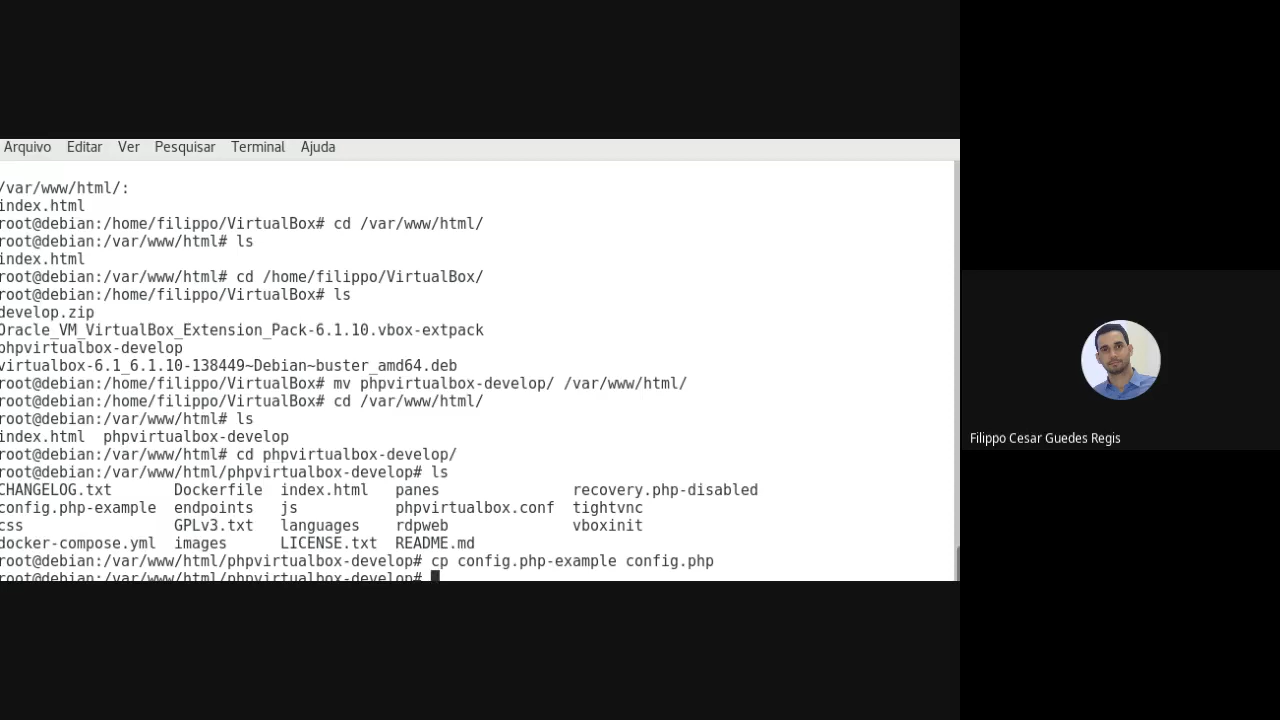 Arquivo Editar Ver Pesquisar Terminal Ajuda
/var/www/html/:
index.html
root@debian:/home/filippo/VirtualBox# cd /var/www/html/
root@debian:/var/www/html# ls
index.html
root@debian:/var/www/html# cd /home/filippo/VirtualBox/
root@debian:/home/filippo/VirtualBox# ls
develop.zip
Oracle_VM_VirtualBox_Extension_Pack-6.1.10.vbox-extpack
phpvirtualbox-develop
virtualbox-6.1_6.1.10-138449~Debian~buster_amd64.deb
root@debian:/home/filippo/VirtualBox# mv phpvirtualbox-develop/ /var/www/html/
root@debian:/home/filippo/VirtualBox# cd /var/www/html/
root@debian:/var/www/html# ls
index.html  phpvirtualbox-develop
root@debian:/var/www/html# cd phpvirtualbox-develop/
root@debian:/var/www/html/phpvirtualbox-develop# ls
CHANGELOG.txt       Dockerfile  index.html   panes               recovery.php-disabled
config.php-example  endpoints   js           phpvirtualbox.conf  tightvnc
css                 GPLv3.txt   languages    rdpweb              vboxinit
docker-compose.yml  images      LICENSE.txt  README.md
root@debian:/var/www/html/phpvirtualbox-develop# cp config.php-example config.php
root@debian:/var/www/html/phpvirtualbox-develop#
Filippo Cesar Guedes Regis